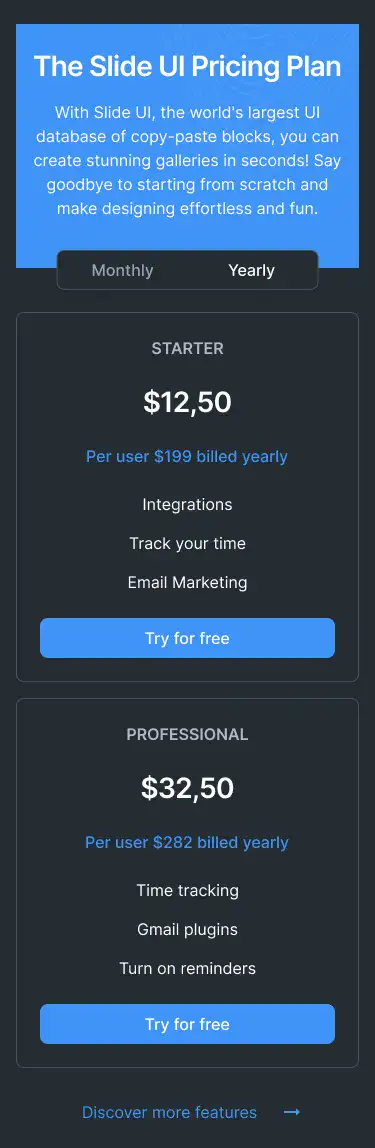 The Slide UI Pricing Plan
With Slide UI, the world's largest UI
database of copy-paste blocks, you can
create stunning galleries in seconds! Say
goodbye to starting from scratch and
make designing effortless and fun.
Monthly
Yearly
STARTER
$12,50
Per user $199 billed yearly
Integrations
Track your time
Email Marketing
Try for free
PROFESSIONAL
$32,50
Per user $282 billed yearly
Time tracking
Gmail plugins
Turn on reminders
Try for free
Discover more features →